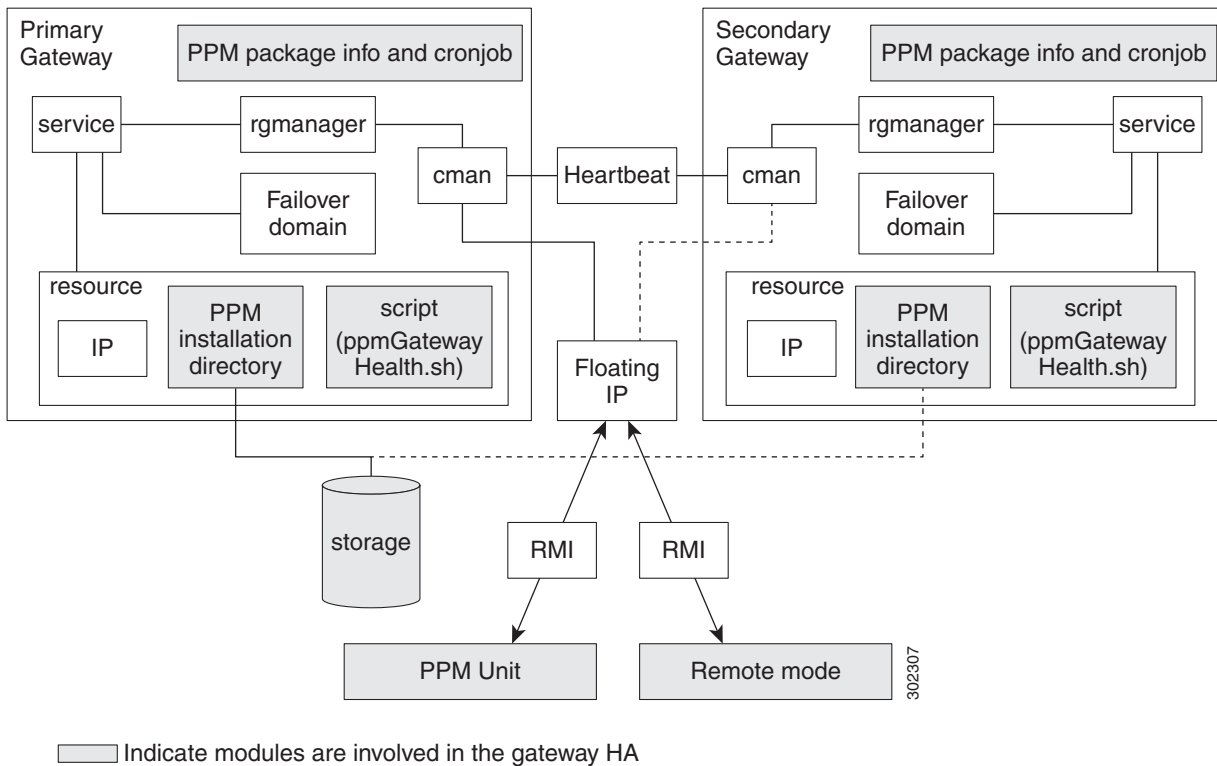 Primary
Gateway
PPM package info and cronjob
service
rgmanager
cman
Failover
domain
resource
IP
PPM
installation
directory
script
(ppmGateway
Health.sh)
Heartbeat
Secondary
Gateway
PPM package info and cronjob
cman
rgmanager
service
Failover
domain
resource
IP
PPM
installation
directory
script
(ppmGateway
Health.sh)
Floating
IP
storage
RMI
RMI
PPM Unit
Remote mode
302307
Indicate modules are involved in the gateway HA